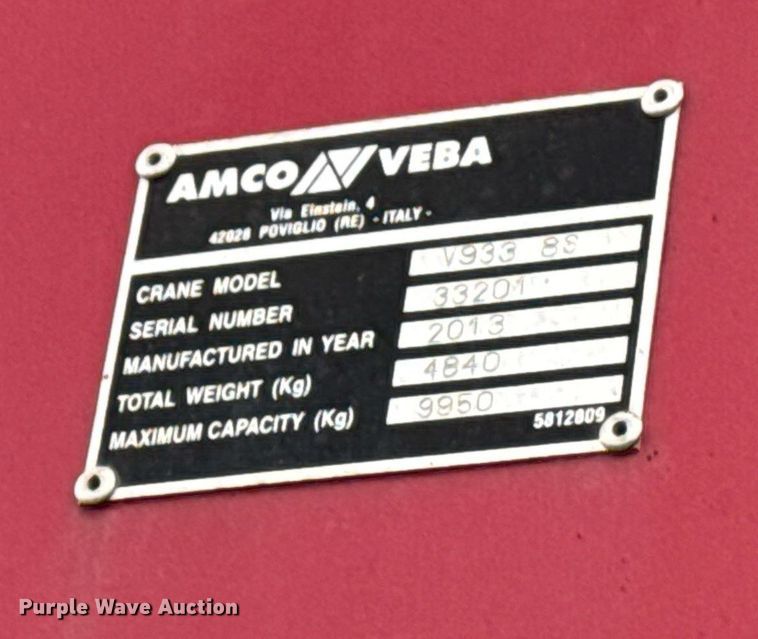 AMCO VEBA
Via Einstein, 4
42028 POVIGLIO (RE) - ITALY -
CRANE MODEL V933 8S
SERIAL NUMBER 33201
MANUFACTURED IN YEAR 2013
TOTAL WEIGHT (Kg) 4840
MAXIMUM CAPACITY (Kg) 9950
5812809
Purple Wave Auction